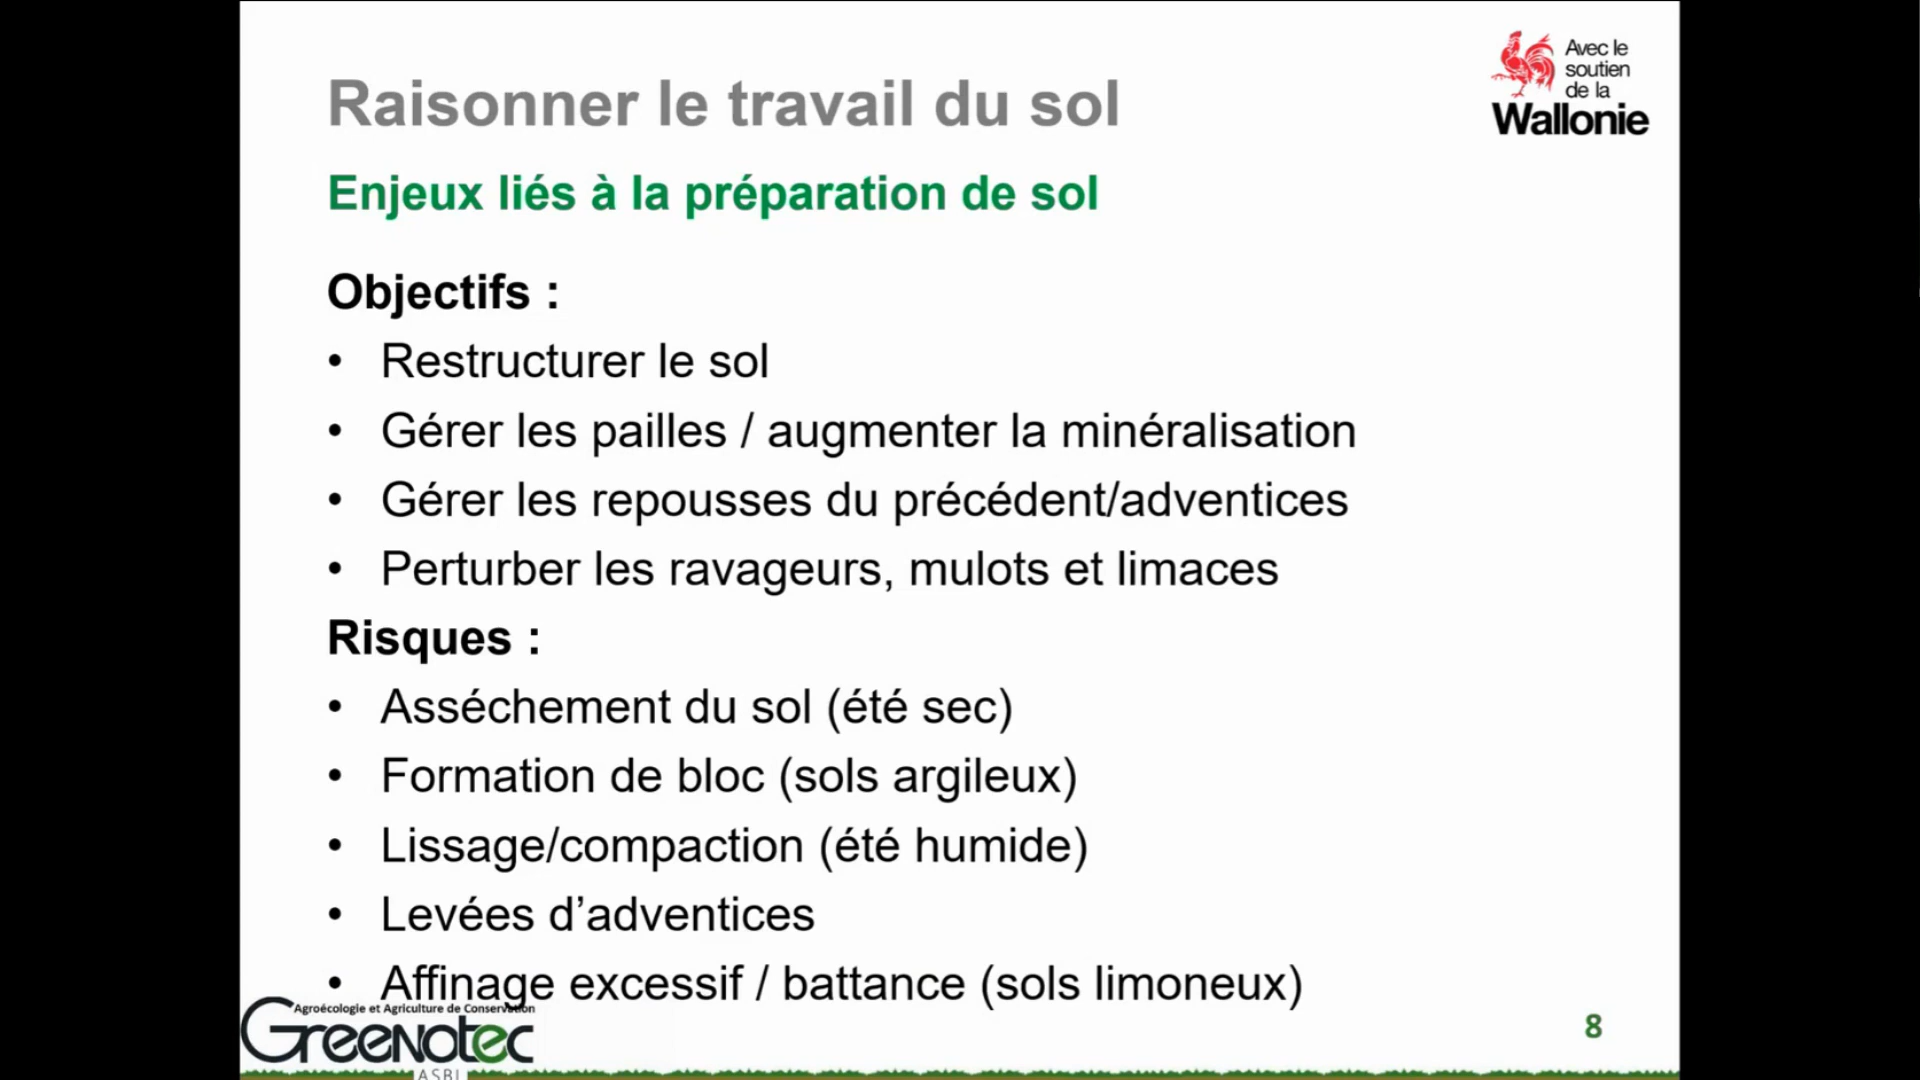 Raisonner le travail du sol
Avec le
soutien
de la
Wallonie
Enjeux liés à la préparation de sol
Objectifs :
• Restructurer le sol
• Gérer les pailles / augmenter la minéralisation
• Gérer les repousses du précédent/adventices
• Perturber les ravageurs, mulots et limaces
Risques :
• Asséchement du sol (été sec)
• Formation de bloc (sols argileux)
• Lissage/compaction (été humide)
• Levées d’adventices
• Affinage excessif / battance (sols limoneux)
Agroécologie et Agriculture de Conservation
Greenotec
ASBL
8